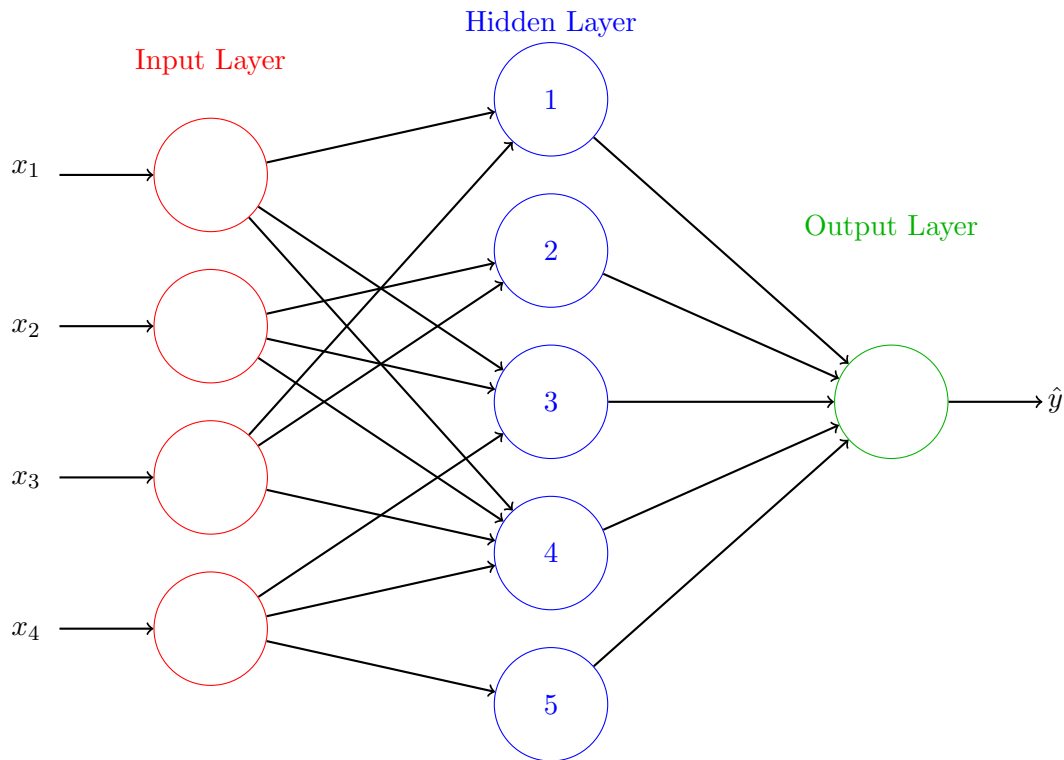 Hidden Layer
Input Layer
1
x₁
2
Output Layer
x₂
3
ŷ
x₃
4
x₄
5